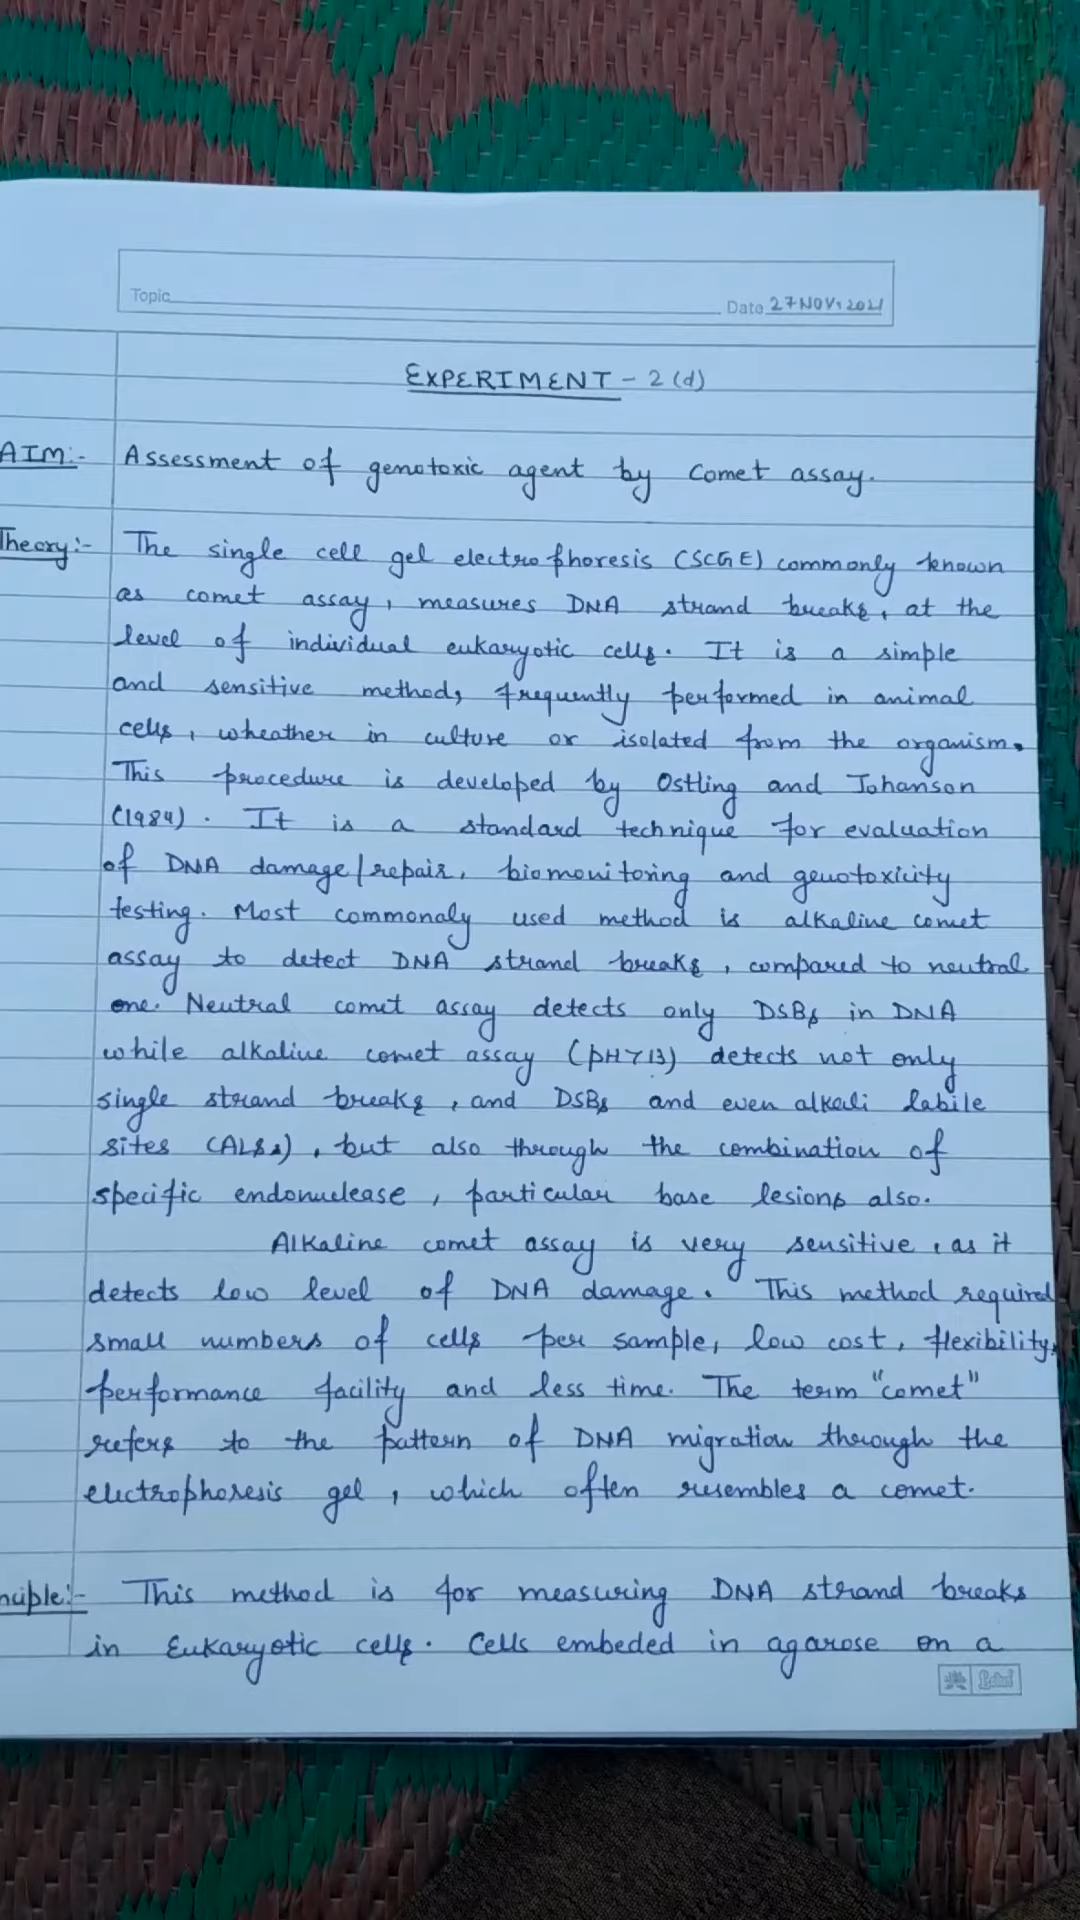 Topic
Date 27 NOV, 2021
EXPERIMENT - 2 (d)
AIM:- Assessment of genotoxic agent by comet assay.
Theory:- The single cell gel electrophoresis (SCGE) commonly known
as comet assay, measures DNA strand breaks, at the
level of individual eukaryotic cells. It is a simple
and sensitive method, frequently performed in animal
cells, wheather in culture or isolated from the organism.
This procedure is developed by Ostling and Johanson
(1984). It is a standard technique for evaluation
of DNA damage/repair, biomonitoring and genotoxicity
testing. Most commonaly used method is alkaline comet
assay to detect DNA strand breaks, compared to neutral
one. Neutral comet assay detects only DSBs in DNA
while alkaline comet assay (pH>13) detects not only
single strand breaks, and DSBs and even alkali labile
sites (ALSs), but also through the combination of
specific endonuclease, particular base lesions also.
Alkaline comet assay is very sensitive, as it
detects low level of DNA damage. This method required
small numbers of cells per sample, low cost, flexibility,
performance facility and less time. The term "comet"
refers to the pattern of DNA migration through the
electrophoresis gel, which often resembles a comet.
nciple:- This method is for measuring DNA strand breaks
in Eukaryotic cells. Cells embeded in agarose on a